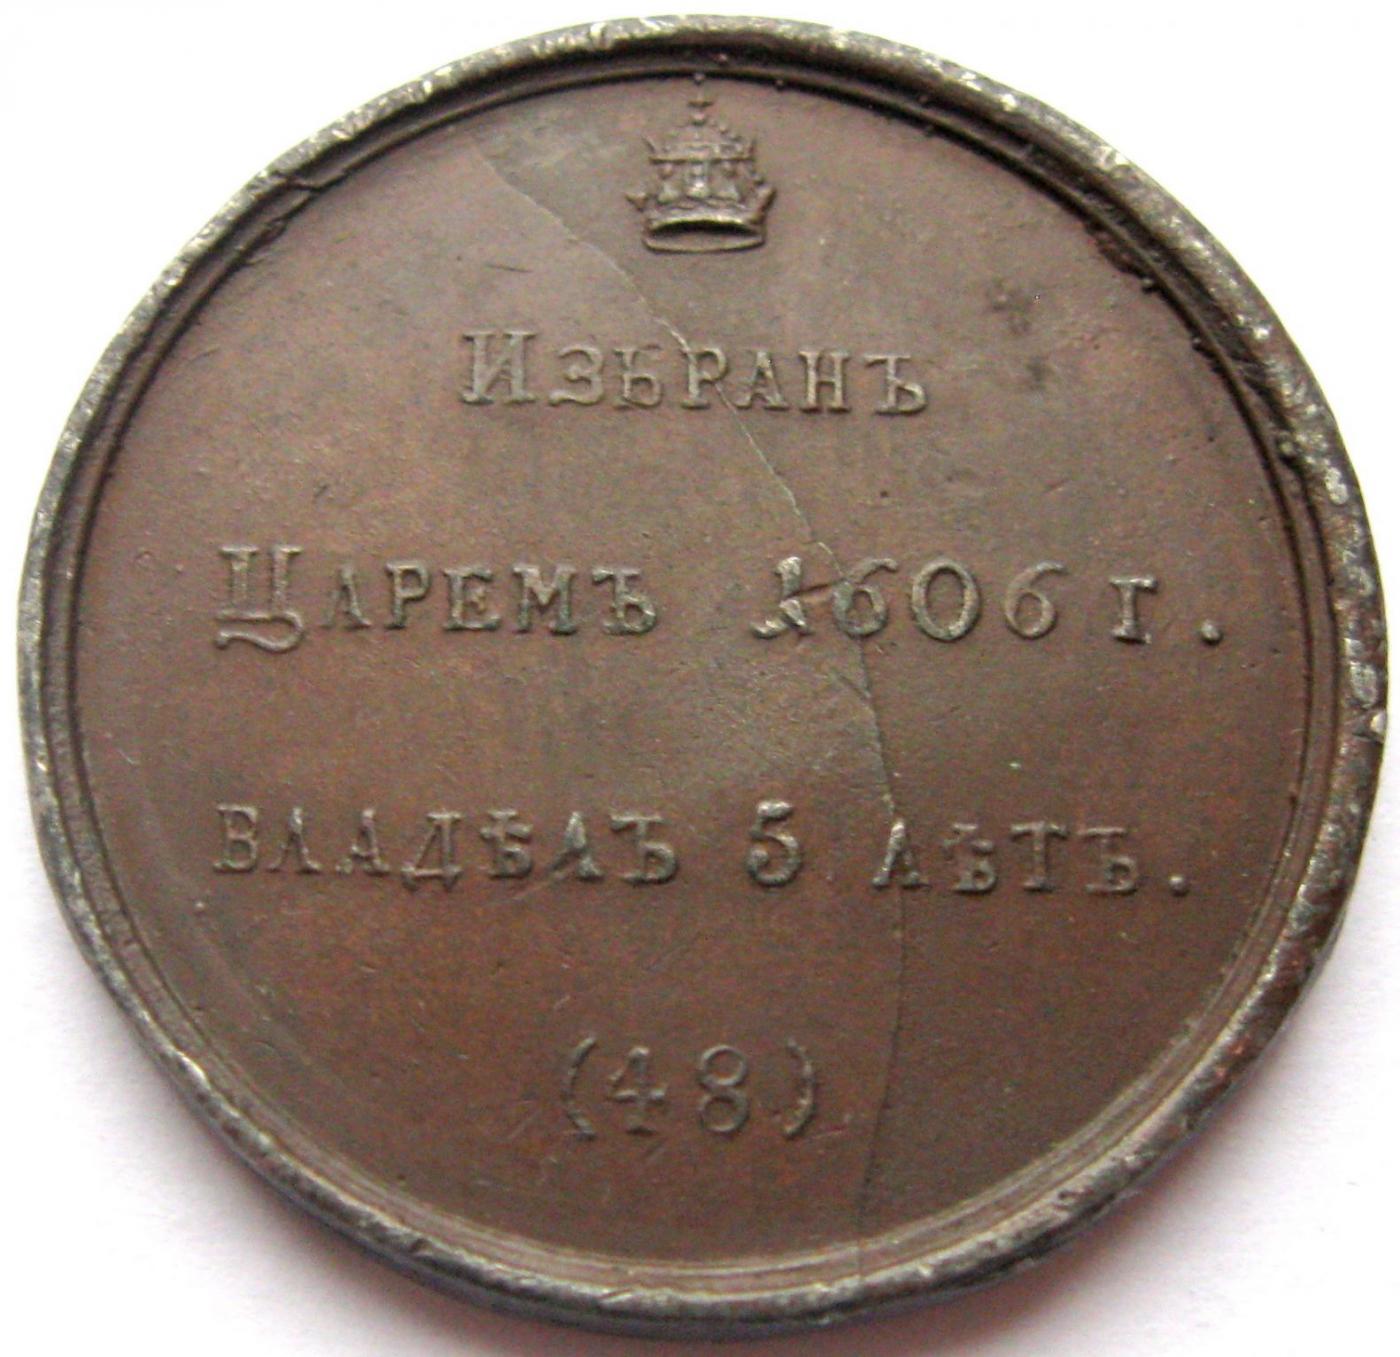 Избранъ
Царемъ 1606 г.
владѣлъ 5 лѣтъ.
(48)